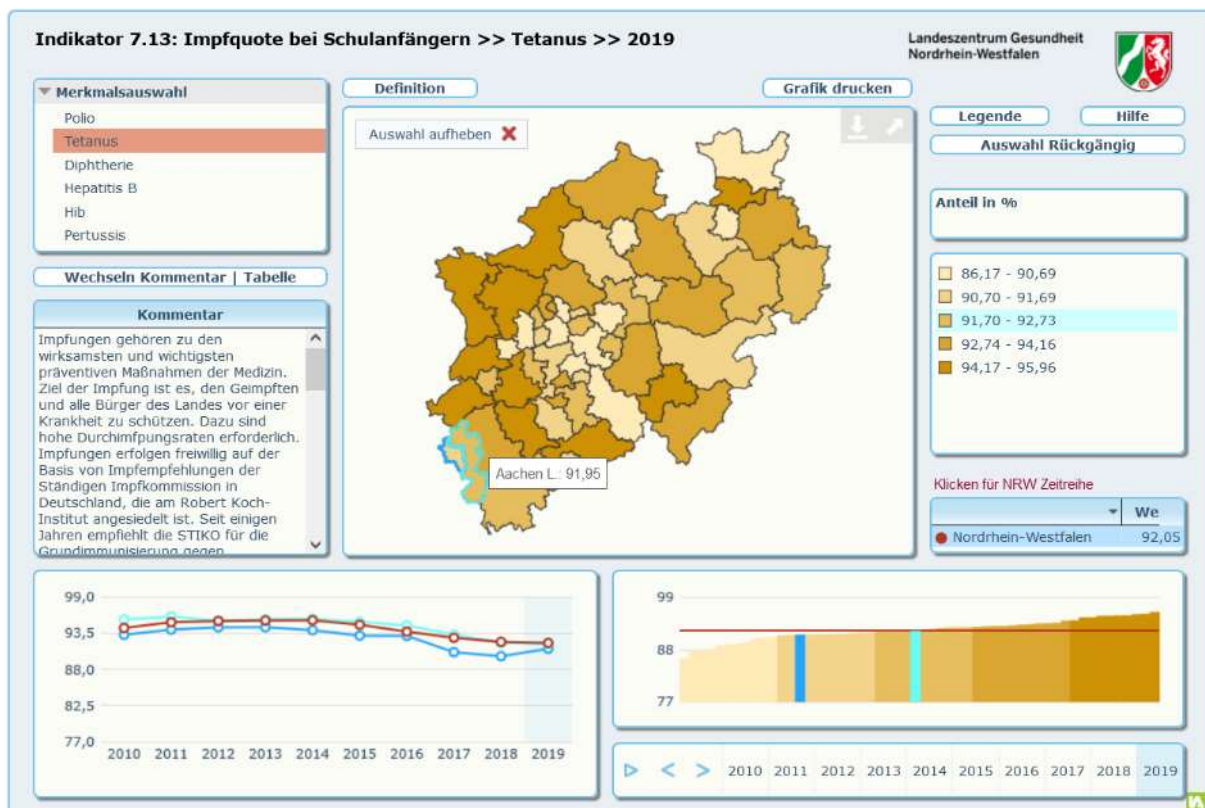 Indikator 7.13: Impfquote bei Schulanfängern >> Tetanus >> 2019
Landeszentrum Gesundheit
Nordrhein-Westfalen
Merkmalsauswahl
Polio
Tetanus
Diphtherie
Hepatitis B
Hib
Pertussis
Wechseln Kommentar | Tabelle
Kommentar
Impfungen gehören zu den
wirksamsten und wichtigsten
präventiven Maßnahmen der Medizin.
Ziel der Impfung ist es, den Geimpften
und alle Bürger des Landes vor einer
Krankheit zu schützen. Dazu sind
hohe Durchimfpungsraten erforderlich.
Impfungen erfolgen freiwillig auf der
Basis von Impfempfehlungen der
Ständigen Impfkommission in
Deutschland, die am Robert Koch-
Institut angesiedelt ist. Seit einigen
Jahren empfiehlt die STIKO für die
Grundimmunisierung gegen
Definition
Grafik drucken
Auswahl aufheben
Aachen L.: 91,95
Legende
Hilfe
Auswahl Rückgängig
Anteil in %
86,17 - 90,69
90,70 - 91,69
91,70 - 92,73
92,74 - 94,16
94,17 - 95,96
Klicken für NRW Zeitreihe
We
Nordrhein-Westfalen 92,05
99,0
93,5
88,0
82,5
77,0
2010 2011 2012 2013 2014 2015 2016 2017 2018 2019
99
88
77
2010 2011 2012 2013 2014 2015 2016 2017 2018 2019